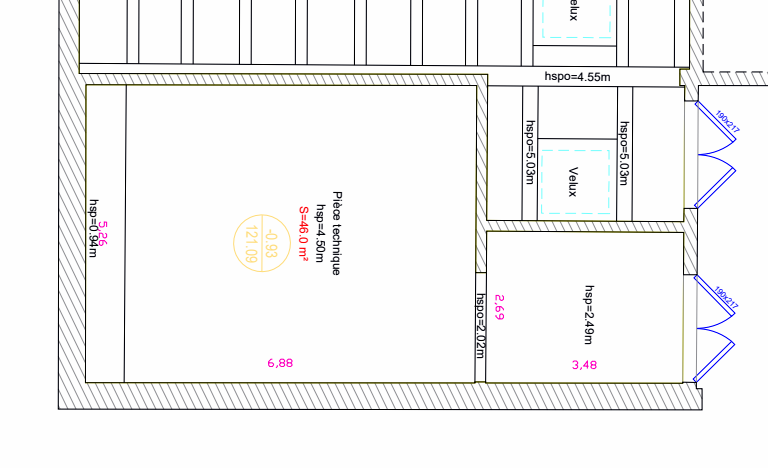 Velux
hspo=4.55m
190x217
hspo=5.03m
hspo=5.03m
Velux
hsp=0.94m
5,26
-0.93
121.09
Pièce technique
hsp=4.50m
S=46.0 m²
190x217
hspo=2.02m
2,69
hsp=2.49m
6,88
3,48